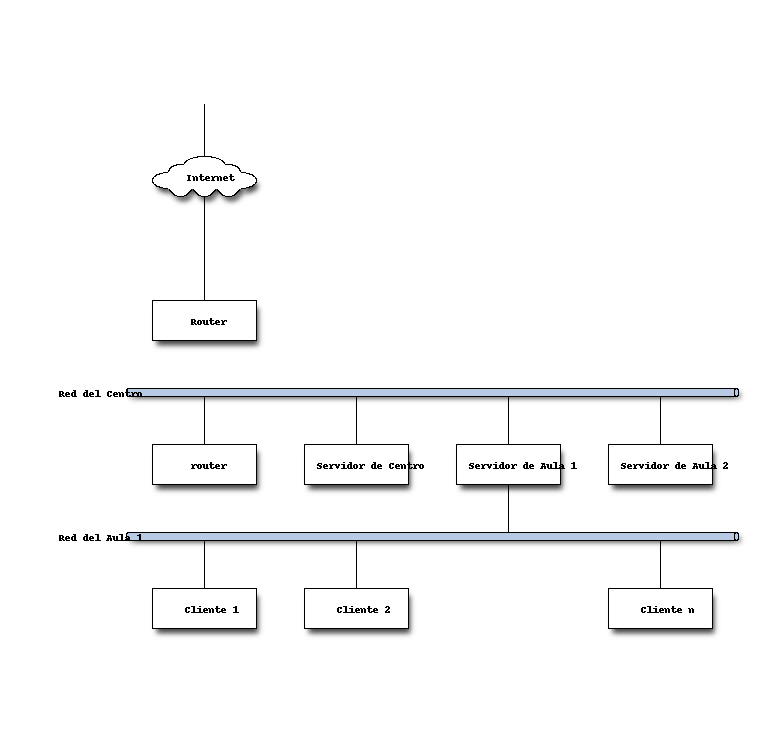 Internet
Router
Red del Centro
router
Servidor de Centro
Servidor de Aula 1
Servidor de Aula 2
Red del Aula 1
Cliente 1
Cliente 2
Cliente n